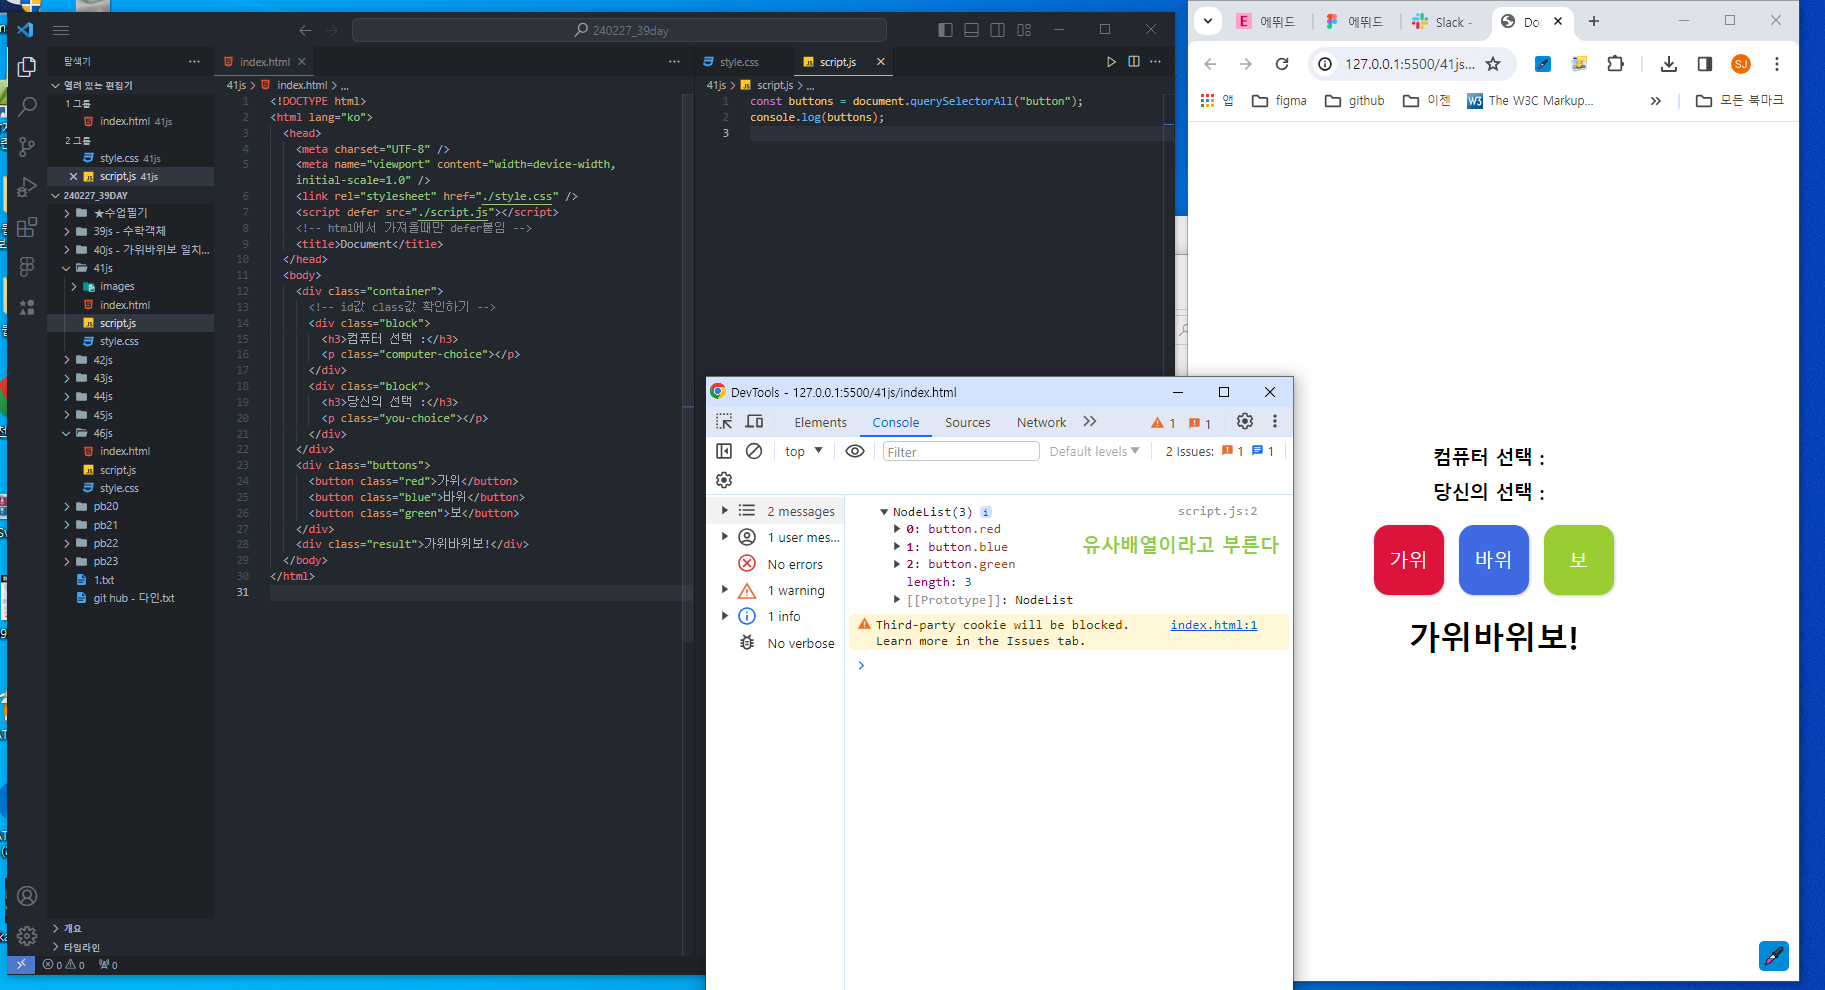 240227_39day
탐색기
열려 있는 편집기
1 그룹
index.html 41js
2 그룹
style.css 41js
script.js 41js
240227_39DAY
★수업필기
39js - 수학객체
40js - 가위바위보 일치...
41js
images
index.html
script.js
style.css
42js
43js
44js
45js
46js
index.html
script.js
style.css
pb20
pb21
pb22
pb23
1.txt
git hub - 다인.txt
개요
타임라인
0 0 0
index.html
41js > index.html > ...
1 <!DOCTYPE html>
2 <html lang="ko">
3 <head>
4 <meta charset="UTF-8" />
5 <meta name="viewport" content="width=device-width,
initial-scale=1.0" />
6 <link rel="stylesheet" href="./style.css" />
7 <script defer src="./script.js"></script>
8 <!-- html에서 가져올때만 defer붙임 -->
9 <title>Document</title>
10 </head>
11 <body>
12 <div class="container">
13 <!-- id값 class값 확인하기 -->
14 <div class="block">
15 <h3>컴퓨터 선택 :</h3>
16 <p class="computer-choice"></p>
17 </div>
18 <div class="block">
19 <h3>당신의 선택 :</h3>
20 <p class="you-choice"></p>
21 </div>
22 </div>
23 <div class="buttons">
24 <button class="red">가위</button>
25 <button class="blue">바위</button>
26 <button class="green">보</button>
27 </div>
28 <div class="result">가위바위보!</div>
29 </body>
30 </html>
31
style.css script.js
41js > script.js > ...
1 const buttons = document.querySelectorAll("button");
2 console.log(buttons);
3
DevTools - 127.0.0.1:5500/41js/index.html
Elements Console Sources Network 1 1
top Filter Default levels 2 Issues: 1 1
2 messages
1 user mes...
No errors
1 warning
1 info
No verbose
NodeList(3) script.js:2
0: button.red
1: button.blue
2: button.green
length: 3
[[Prototype]]: NodeList
유사배열이라고 부른다
Third-party cookie will be blocked. index.html:1
Learn more in the Issues tab.
에뛰드 에뛰드 Slack - Do
127.0.0.1:5500/41js... SJ
앱 figma github 이젠 The W3C Markup... 모든 북마크
컴퓨터 선택 :
당신의 선택 :
가위 바위 보
가위바위보!